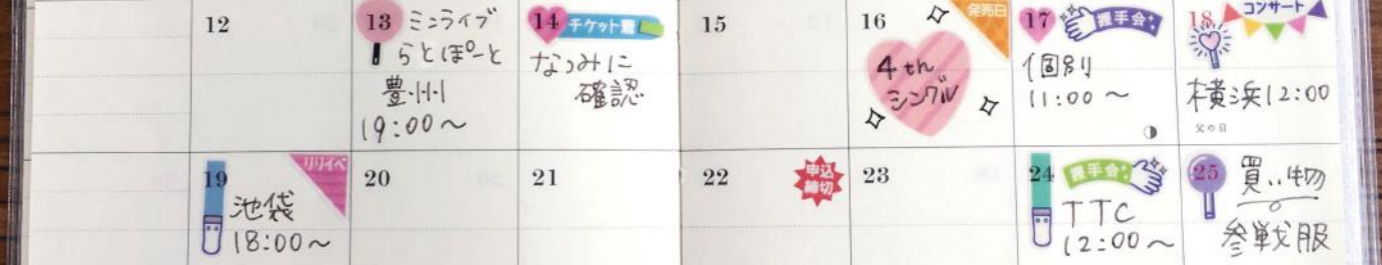 12
13 ミニライブ
ららぽーと
豊洲
19:00〜
14 チケット着
なつみに
確認
15
16 発売日
4th
シングル
17 握手会
個別
11:00〜
18 コンサート
横浜12:00
父の日
19 リリイベ
池袋
18:00〜
20
21
22 申込
締切
23
24 握手会
TTC
12:00〜
25 買い物
参戦服